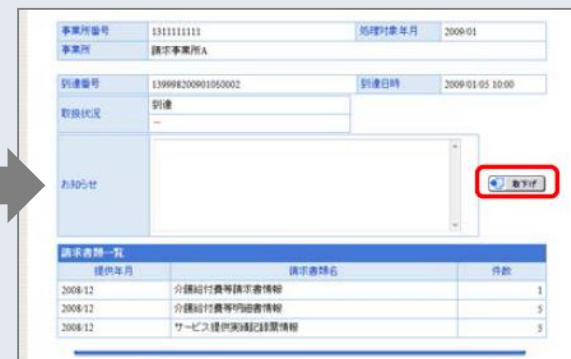 事業所番号 1311111111 処理対象年月 2009/01
事業所 請求事業所A
到達番号 139998200901050002 到達日時 2009/01/05 10:00
取扱状況 到達
－
お知らせ
取下げ
請求書類一覧
提供年月 請求書類名 件数
2008/12 介護給付費等請求書情報 1
2008/12 介護給付費等明細書情報 5
2008/12 サービス提供実績記録票情報 5